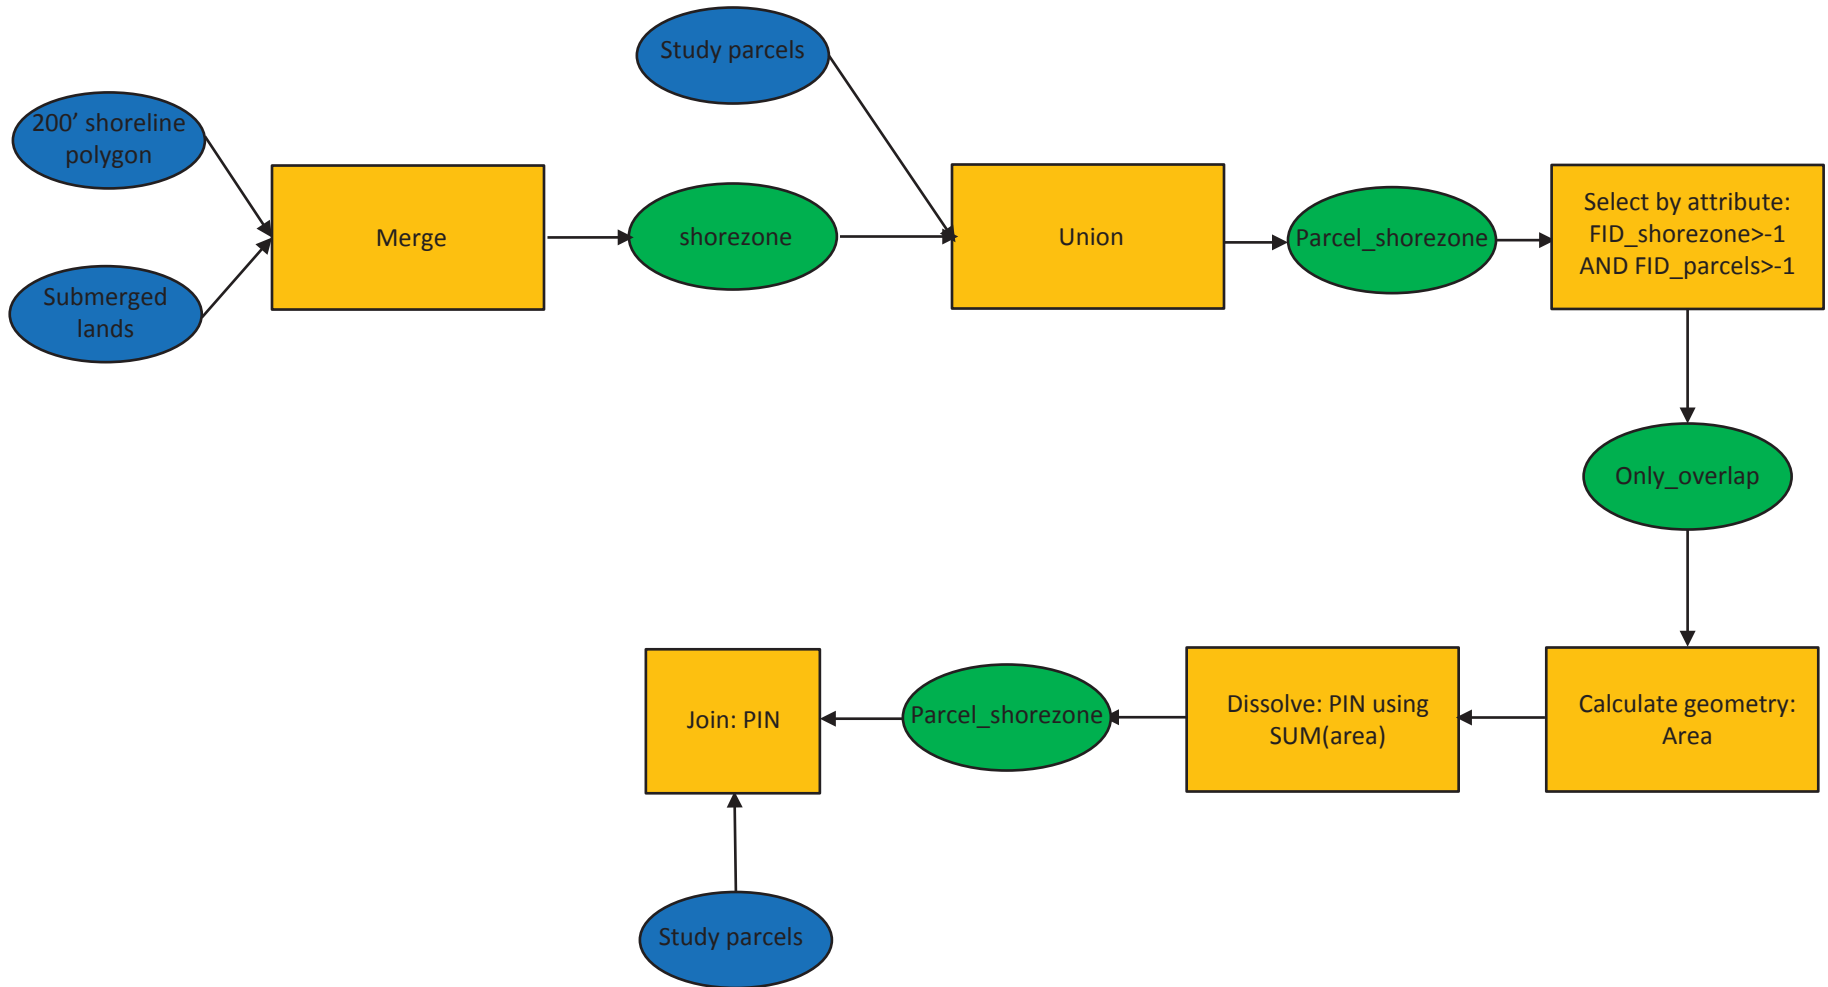 Study parcels
200’ shoreline
polygon
Merge
shorezone
Union
Parcel_shorezone
Select by attribute:
FID_shorezone>-1
AND FID_parcels>-1
Submerged
lands
Only_overlap
Join: PIN
Parcel_shorezone
Dissolve: PIN using
SUM(area)
Calculate geometry:
Area
Study parcels